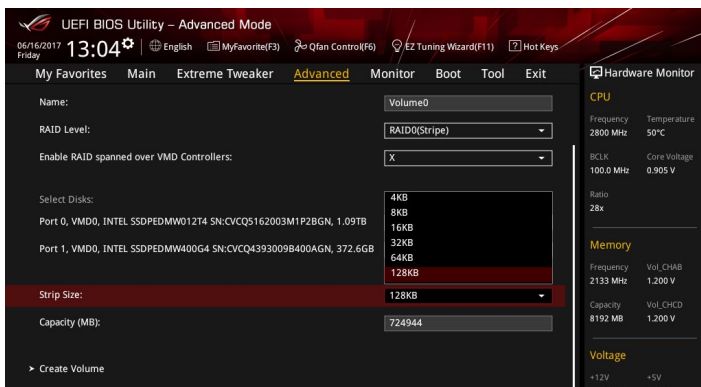 UEFI BIOS Utility – Advanced Mode
06/16/2017 Friday 13:04 English MyFavorite(F3) Qfan Control(F6) EZ Tuning Wizard(F11) ? Hot Keys
My Favorites Main Extreme Tweaker Advanced Monitor Boot Tool Exit
Name: Volume0
RAID Level: RAID0(Stripe)
Enable RAID spanned over VMD Controllers: X
Select Disks:
Port 0, VMD0, INTEL SSDPEDMW012T4 SN:CVCQ5162003M1P2BGN, 1.09TB
Port 1, VMD0, INTEL SSDPEDMW400G4 SN:CVCQ4393009B400AGN, 372.6GB
4KB
8KB
16KB
32KB
64KB
128KB
Strip Size: 128KB
Capacity (MB): 724944
> Create Volume
Hardware Monitor
CPU
Frequency Temperature
2800 MHz 50°C
BCLK Core Voltage
100.0 MHz 0.905 V
Ratio
28x
Memory
Frequency Vol_CHAB
2133 MHz 1.200 V
Capacity Vol_CHCD
8192 MB 1.200 V
Voltage
+12V +5V